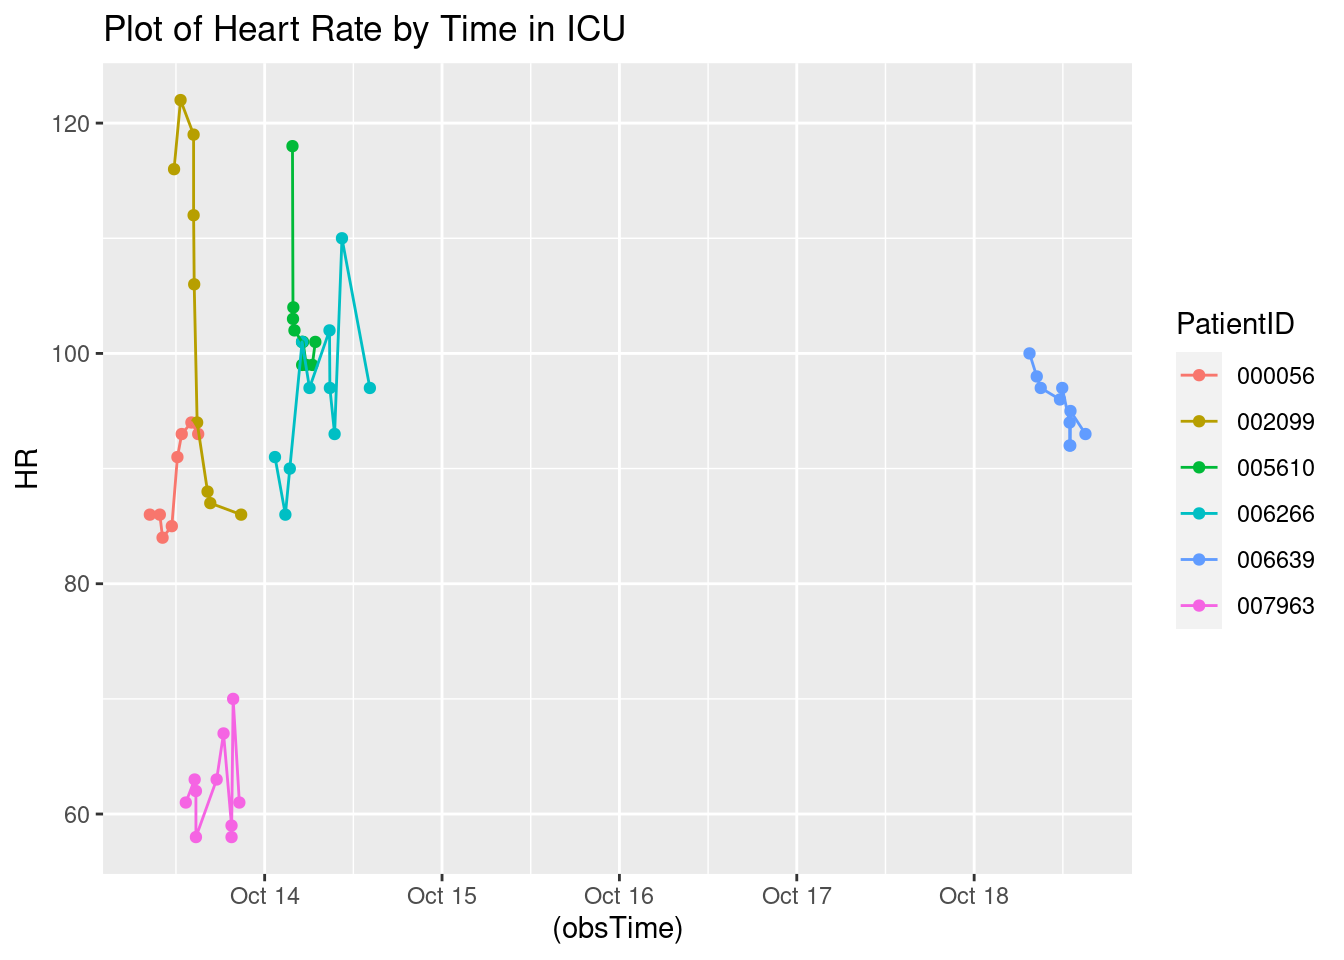 Plot of Heart Rate by Time in ICU
120
100
80
60
HR
Oct 14
Oct 15
Oct 16
Oct 17
Oct 18
(obsTime)
PatientID
000056
002099
005610
006266
006639
007963